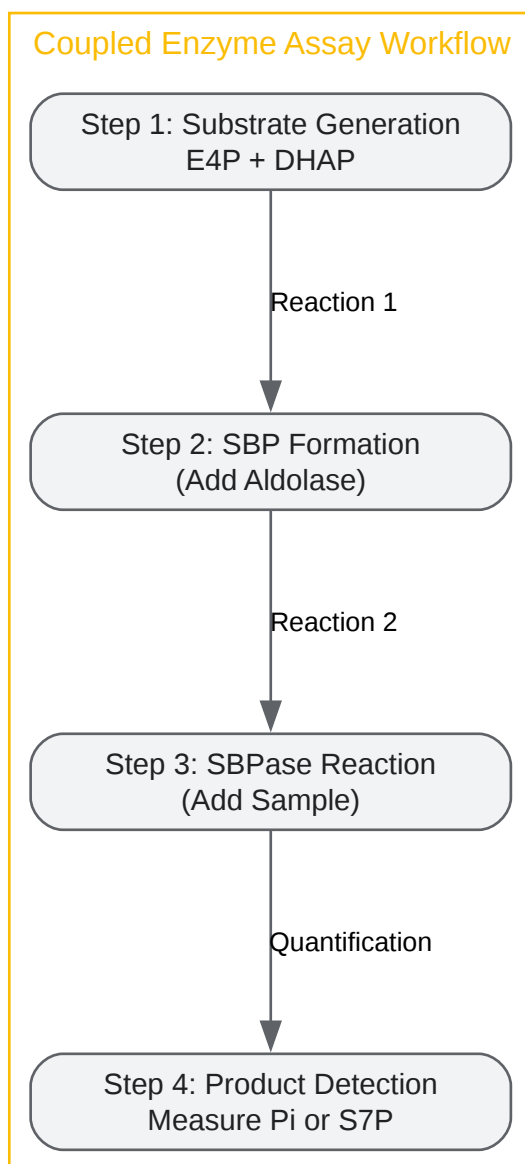 Coupled Enzyme Assay Workflow
Step 1: Substrate Generation
E4P + DHAP
Reaction 1
Step 2: SBP Formation
(Add Aldolase)
Reaction 2
Step 3: SBPase Reaction
(Add Sample)
Quantification
Step 4: Product Detection
Measure Pi or S7P